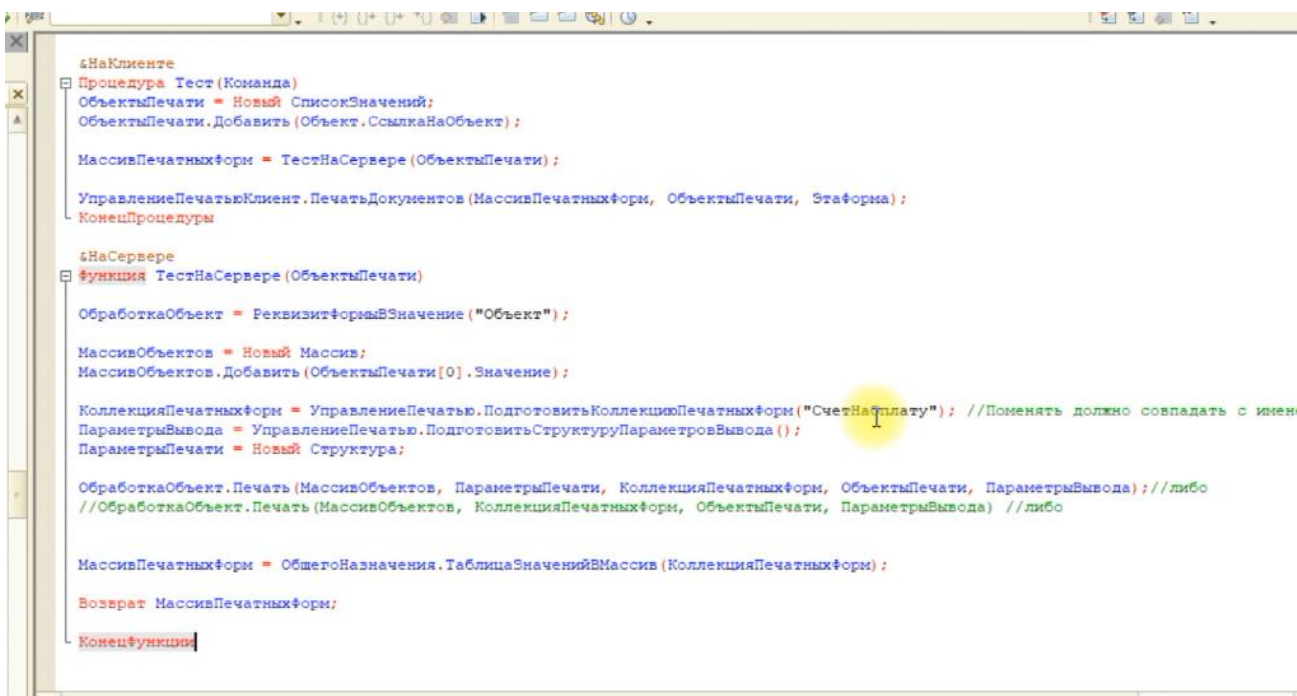 &НаКлиенте
Процедура Тест(Команда)
ОбъектыПечати = Новый СписокЗначений;
ОбъектыПечати.Добавить(Объект.СсылкаНаОбъект);
МассивПечатныхФорм = ТестНаСервере(ОбъектыПечати);
УправлениеПечатьюКлиент.ПечатьДокументов(МассивПечатныхФорм, ОбъектыПечати, ЭтаФорма);
КонецПроцедуры
&НаСервере
Функция ТестНаСервере(ОбъектыПечати)
ОбработкаОбъект = РеквизитФормыВЗначение("Объект");
МассивОбъектов = Новый Массив;
МассивОбъектов.Добавить(ОбъектыПечати[0].Значение);
КоллекцияПечатныхФорм = УправлениеПечатью.ПодготовитьКоллекциюПечатныхФорм("СчетНаОплату"); //Поменять должно совпадать с имен
ПараметрыВывода = УправлениеПечатью.ПодготовитьСтруктуруПараметровВывода();
ПараметрыПечати = Новый Структура;
ОбработкаОбъект.Печать(МассивОбъектов, ПараметрыПечати, КоллекцияПечатныхФорм, ОбъектыПечати, ПараметрыВывода);//либо
//ОбработкаОбъект.Печать(МассивОбъектов, КоллекцияПечатныхФорм, ОбъектыПечати, ПараметрыВывода) //либо
МассивПечатныхФорм = ОбщегоНазначения.ТаблицаЗначенийВМассив(КоллекцияПечатныхФорм);
Возврат МассивПечатныхФорм;
КонецФункции